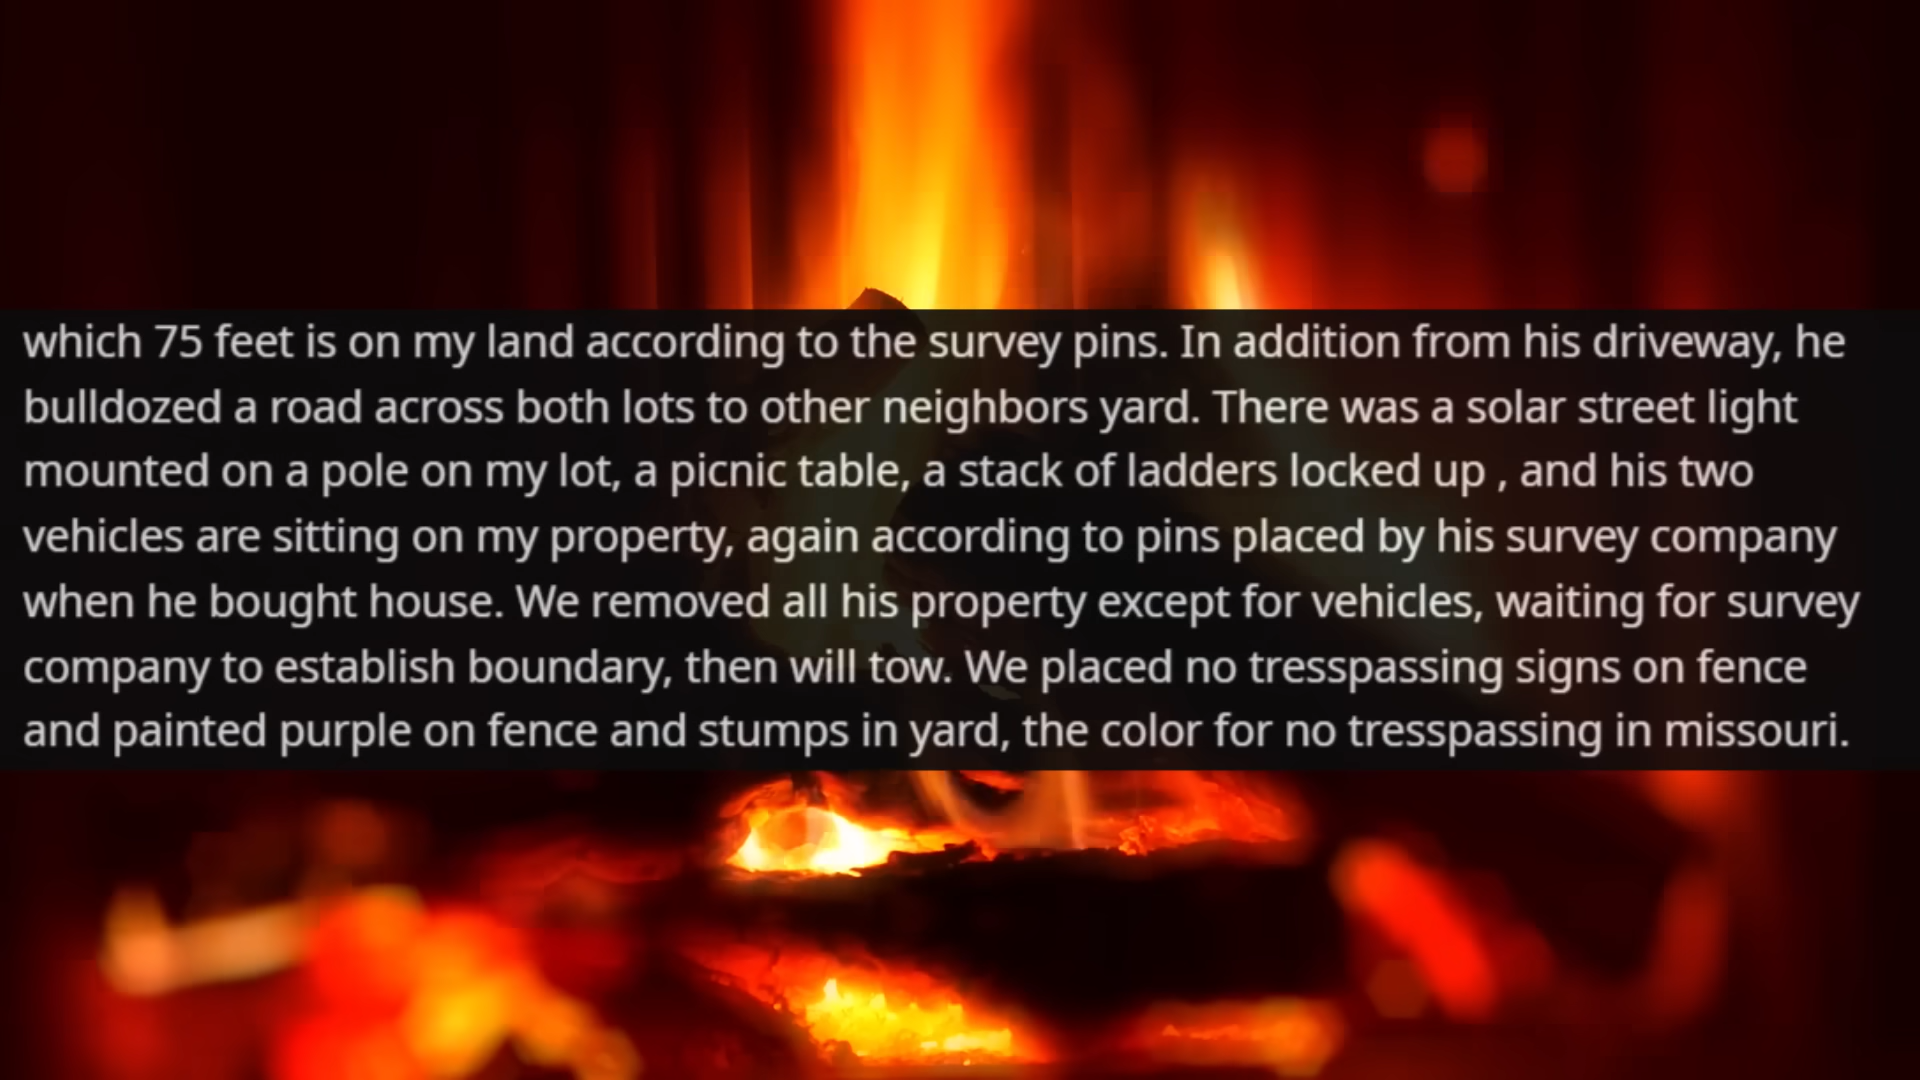 which 75 feet is on my land according to the survey pins. In addition from his driveway, he
bulldozed a road across both lots to other neighbors yard. There was a solar street light
mounted on a pole on my lot, a picnic table, a stack of ladders locked up , and his two
vehicles are sitting on my property, again according to pins placed by his survey company
when he bought house. We removed all his property except for vehicles, waiting for survey
company to establish boundary, then will tow. We placed no tresspassing signs on fence
and painted purple on fence and stumps in yard, the color for no tresspassing in missouri.